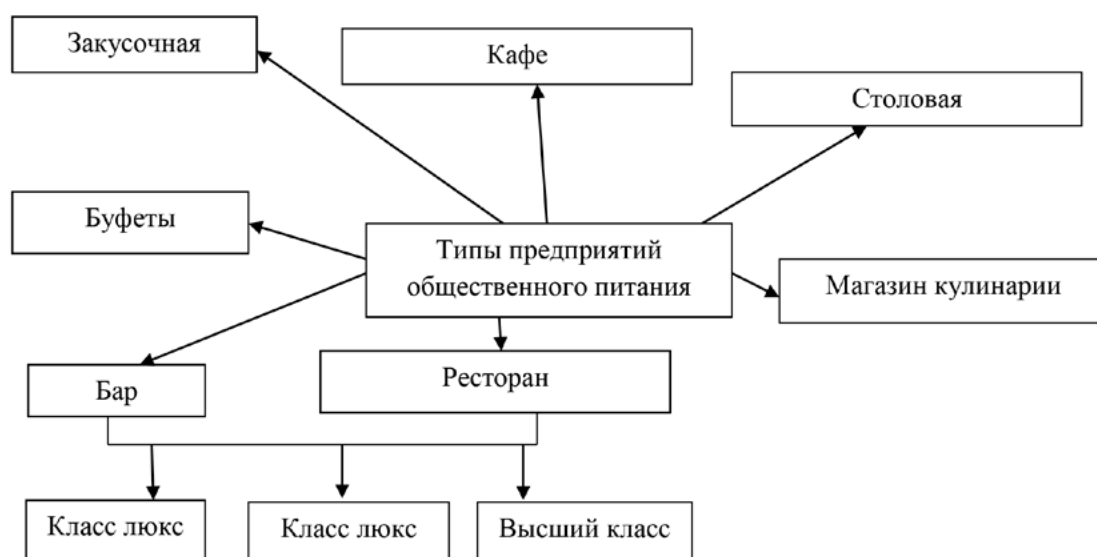 Закусочная
Кафе
Столовая
Буфеты
Типы предприятий
общественного питания
Магазин кулинарии
Бар
Ресторан
Класс люкс
Класс люкс
Высший класс